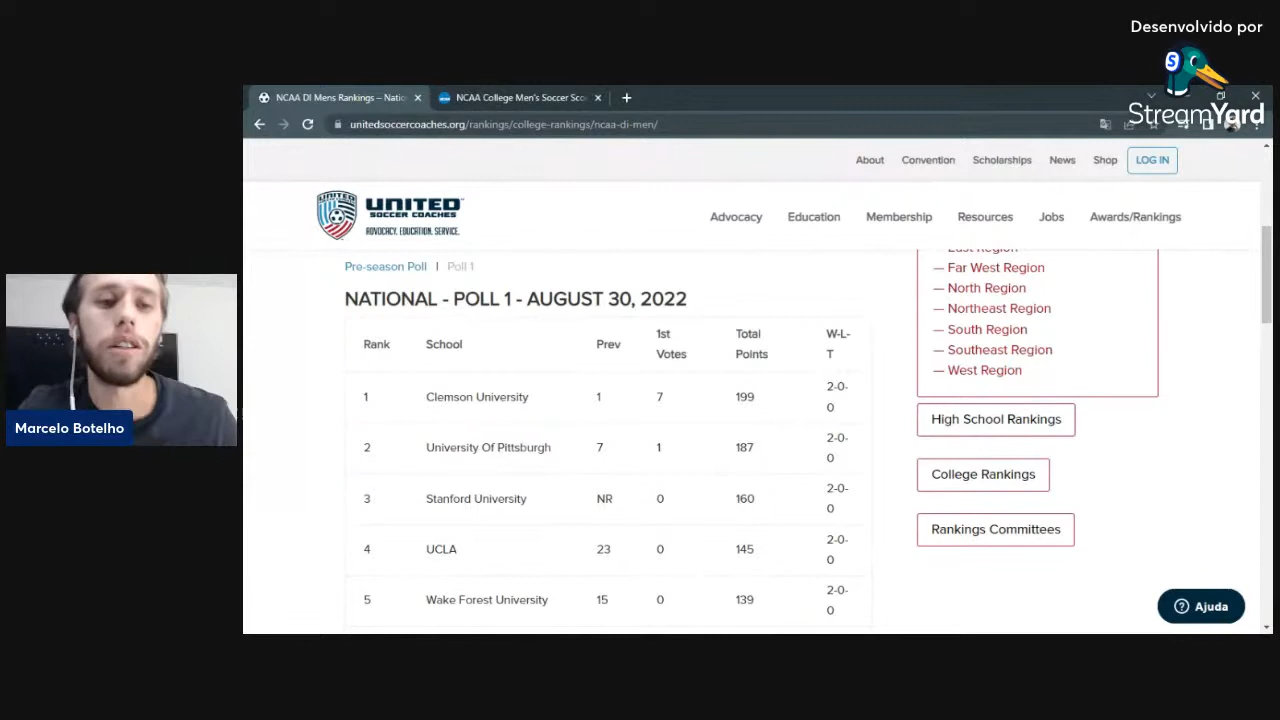 Desenvolvido por
S
StreamYard
NCAA DI Mens Rankings – Natio
NCAA College Men's Soccer Sco
unitedsoccercoaches.org/rankings/college-rankings/ncaa-di-men/
About Convention Scholarships News Shop LOG IN
UNITED
UNITED
SOCCER COACHES
ADVOCACY. EDUCATION. SERVICE.
Advocacy Education Membership Resources Jobs Awards/Rankings
Pre-season Poll | Poll 1
NATIONAL - POLL 1 - AUGUST 30, 2022
Rank School Prev 1st Votes Total Points W-L-T
1 Clemson University 1 7 199 2-0-0
2 University Of Pittsburgh 7 1 187 2-0-0
3 Stanford University NR 0 160 2-0-0
4 UCLA 23 0 145 2-0-0
5 Wake Forest University 15 0 139 2-0-0
East Region
— Far West Region
— North Region
— Northeast Region
— South Region
— Southeast Region
— West Region
High School Rankings
College Rankings
Rankings Committees
Ajuda
Marcelo Botelho